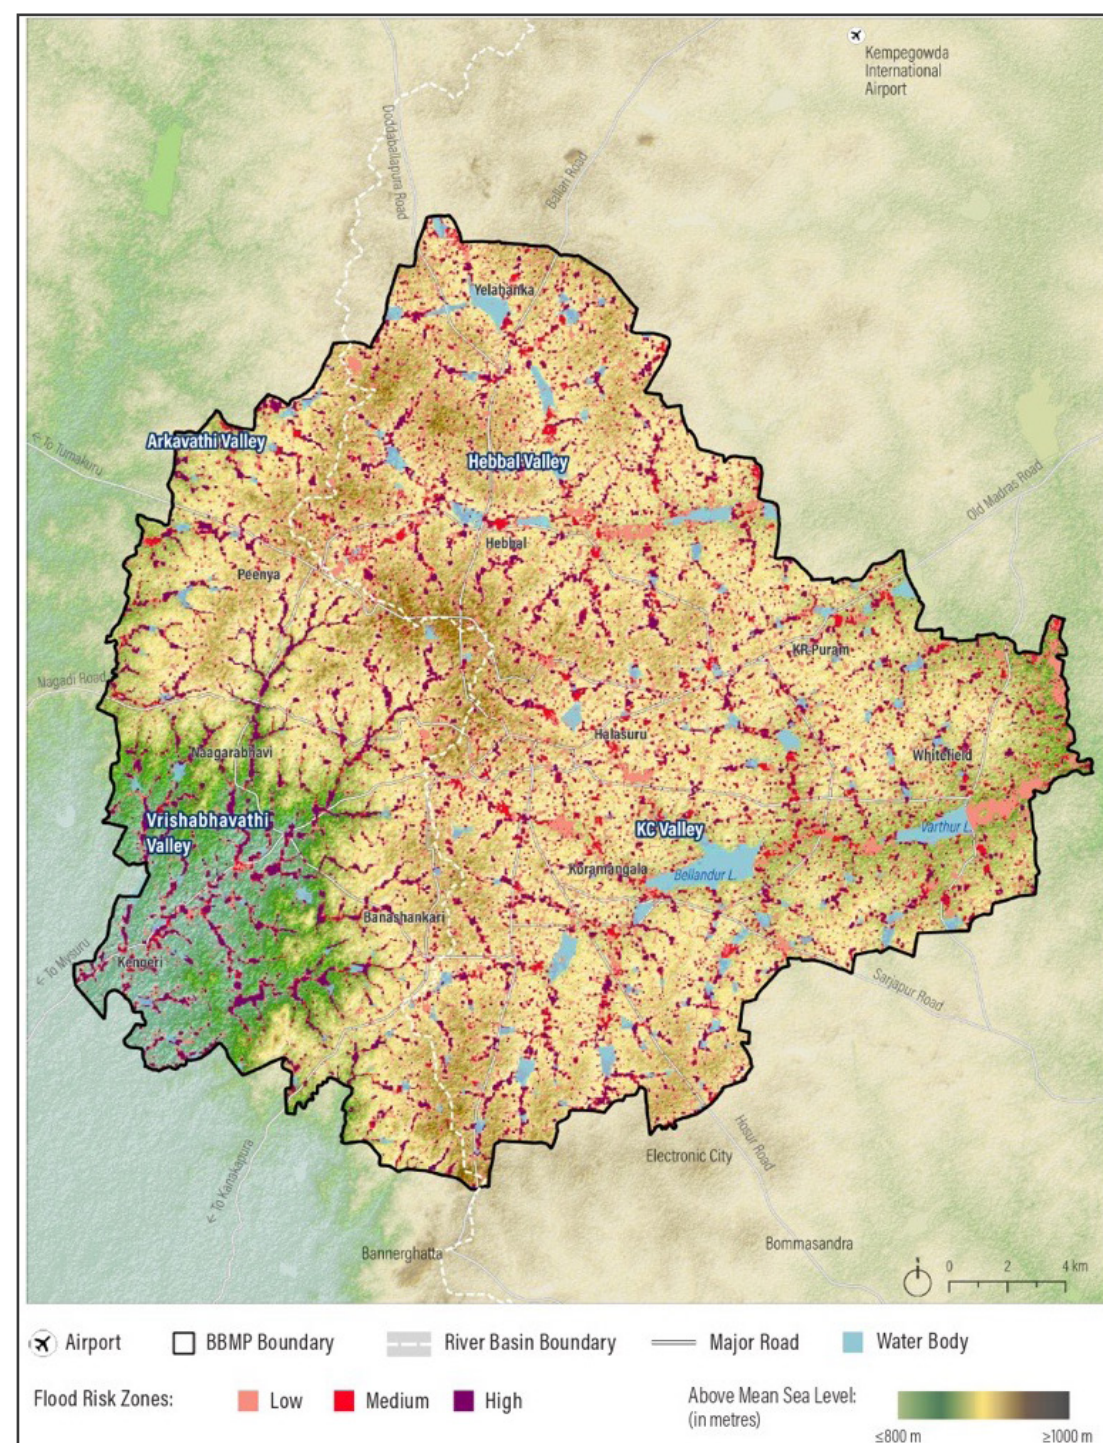 Kempegowda
International
Airport
Doddaballapura Road
Ballari Road
Yelahanka
Arkavathi Valley
← To Tumakuru
Hebbal Valley
Old Madras Road
Hebbal
Peenya
KR Puram
Magadi Road
Halasuru
Naagarabhavi
Whitefield
Vrishabhavathi
Valley
KC Valley
Varthur L.
Koramangala
Bellandur L.
Banashankari
Kengeri
← To Mysuru
Sarjapur Road
← To Kanakapura
Hosur Road
Electronic City
Bommasandra
Bannerghatta
0 2 4 km
Airport BBMP Boundary River Basin Boundary Major Road Water Body
Flood Risk Zones: Low Medium High
Above Mean Sea Level:
(in metres)
≤800 m ≥1000 m